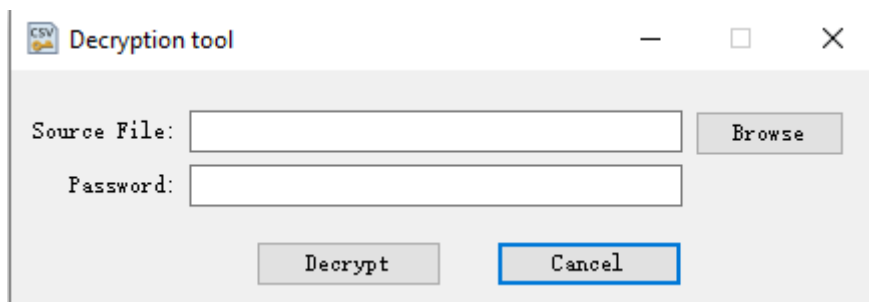 CSV
Decryption tool
Source File:
Browse
Password:
Decrypt
Cancel